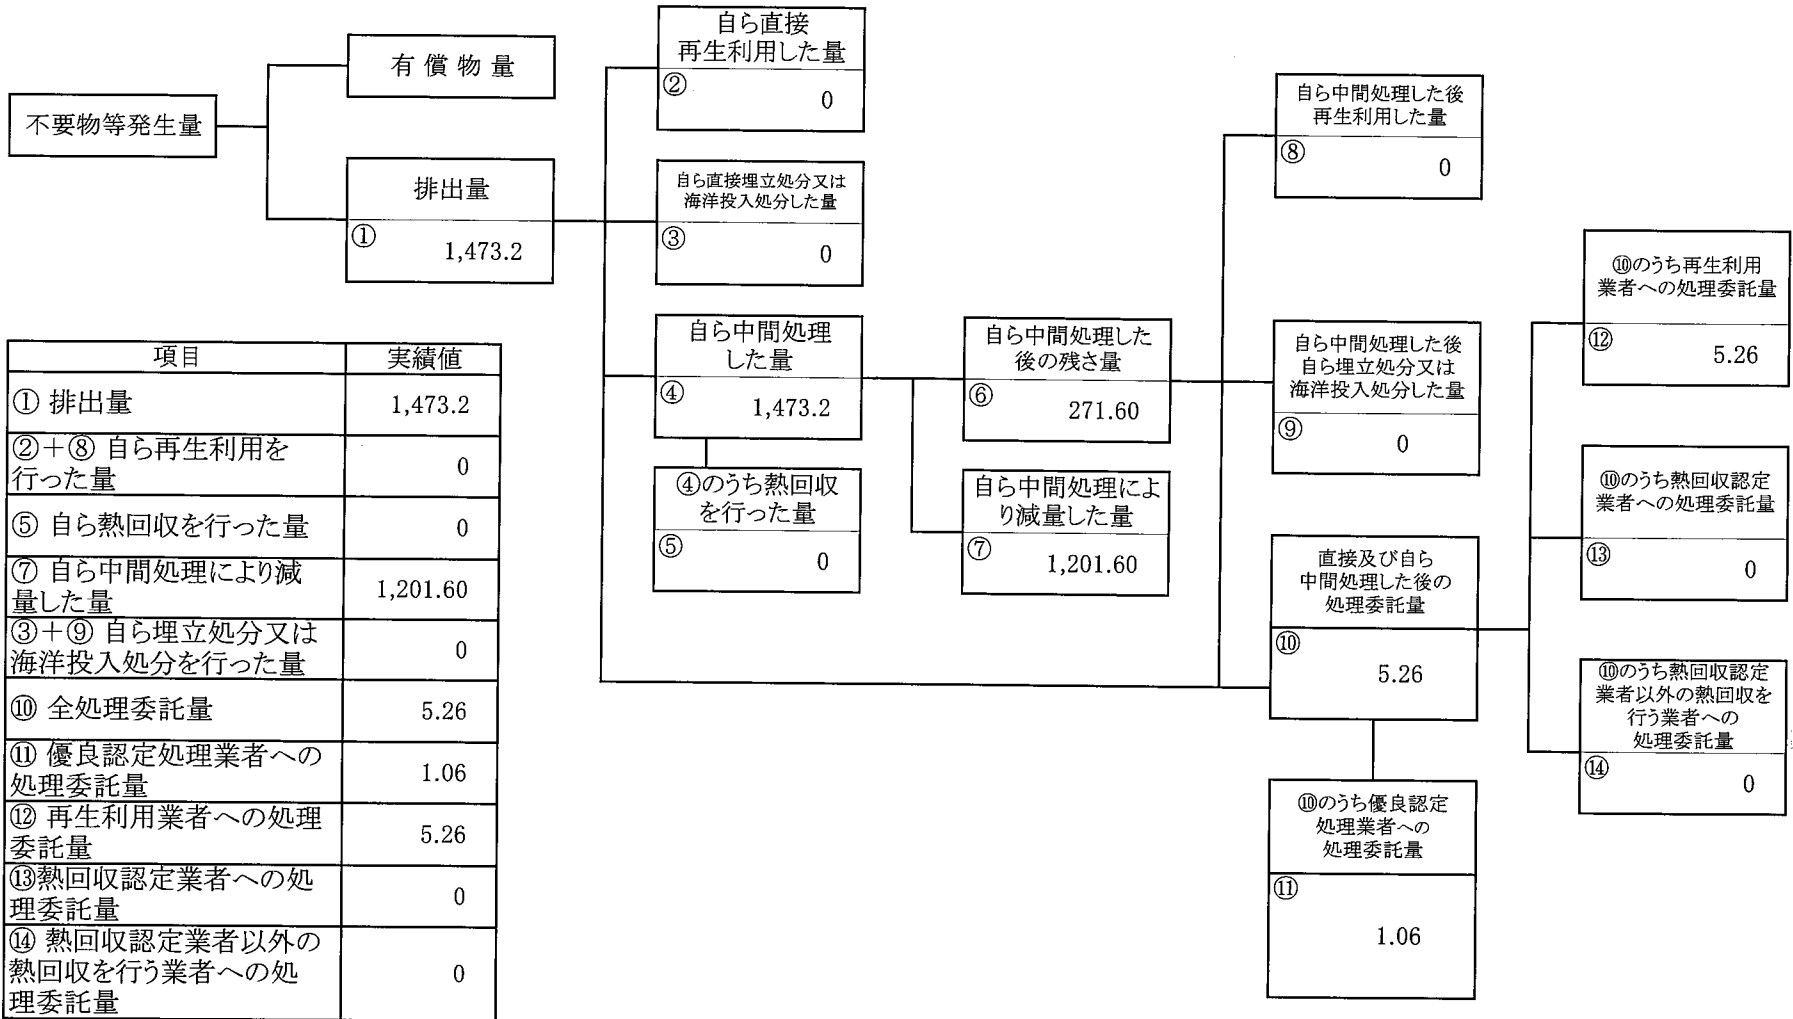 不要物等発生量
有償物量
排出量
①
1,473.2
自ら直接
再生利用した量
②
0
自ら直接埋立処分又は
海洋投入処分した量
③
0
自ら中間処理
した量
④
1,473.2
④のうち熱回収
を行った量
⑤
0
自ら中間処理した
後の残さ量
⑥
271.60
自ら中間処理によ
り減量した量
⑦
1,201.60
自ら中間処理した後
再生利用した量
⑧
0
自ら中間処理した後
自ら埋立処分又は
海洋投入処分した量
⑨
0
直接及び自ら
中間処理した後の
処理委託量
⑩
5.26
⑩のうち優良認定
処理業者への
処理委託量
⑪
1.06
⑩のうち再生利用
業者への処理委託量
⑫
5.26
⑩のうち熱回収認定
業者への処理委託量
⑬
0
⑩のうち熱回収認定
業者以外の熱回収を
行う業者への
処理委託量
⑭
0
項目 実績値
① 排出量 1,473.2
②+⑧ 自ら再生利用を
行った量 0
⑤ 自ら熱回収を行った量 0
⑦ 自ら中間処理により減
量した量 1,201.60
③+⑨ 自ら埋立処分又は
海洋投入処分を行った量 0
⑩ 全処理委託量 5.26
⑪ 優良認定処理業者への
処理委託量 1.06
⑫ 再生利用業者への処理
委託量 5.26
⑬熱回収認定業者への処
理委託量 0
⑭ 熱回収認定業者以外の
熱回収を行う業者への処
理委託量 0